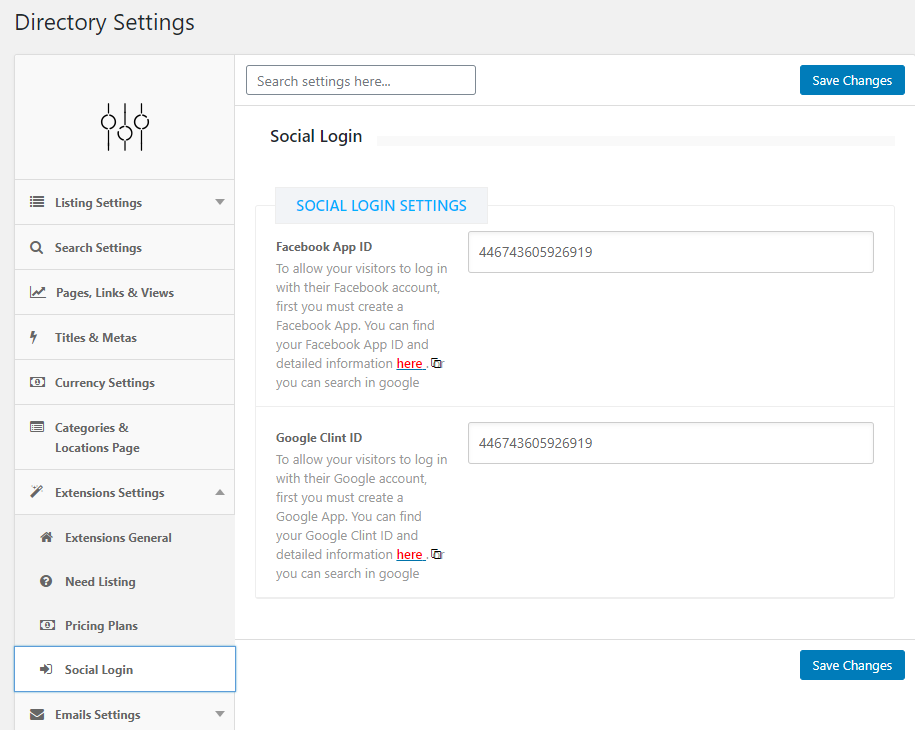 Directory Settings
Search settings here...
Save Changes
Social Login
Listing Settings
Search Settings
Pages, Links & Views
Titles & Metas
Currency Settings
Categories &
Locations Page
Extensions Settings
Extensions General
Need Listing
Pricing Plans
Social Login
Emails Settings
SOCIAL LOGIN SETTINGS
Facebook App ID
446743605926919
To allow your visitors to log in
with their Facebook account,
first you must create a
Facebook App. You can find
your Facebook App ID and
detailed information here .
you can search in google
Google Clint ID
446743605926919
To allow your visitors to log in
with their Google account,
first you must create a
Google App. You can find
your Google Clint ID and
detailed information here .
you can search in google
Save Changes